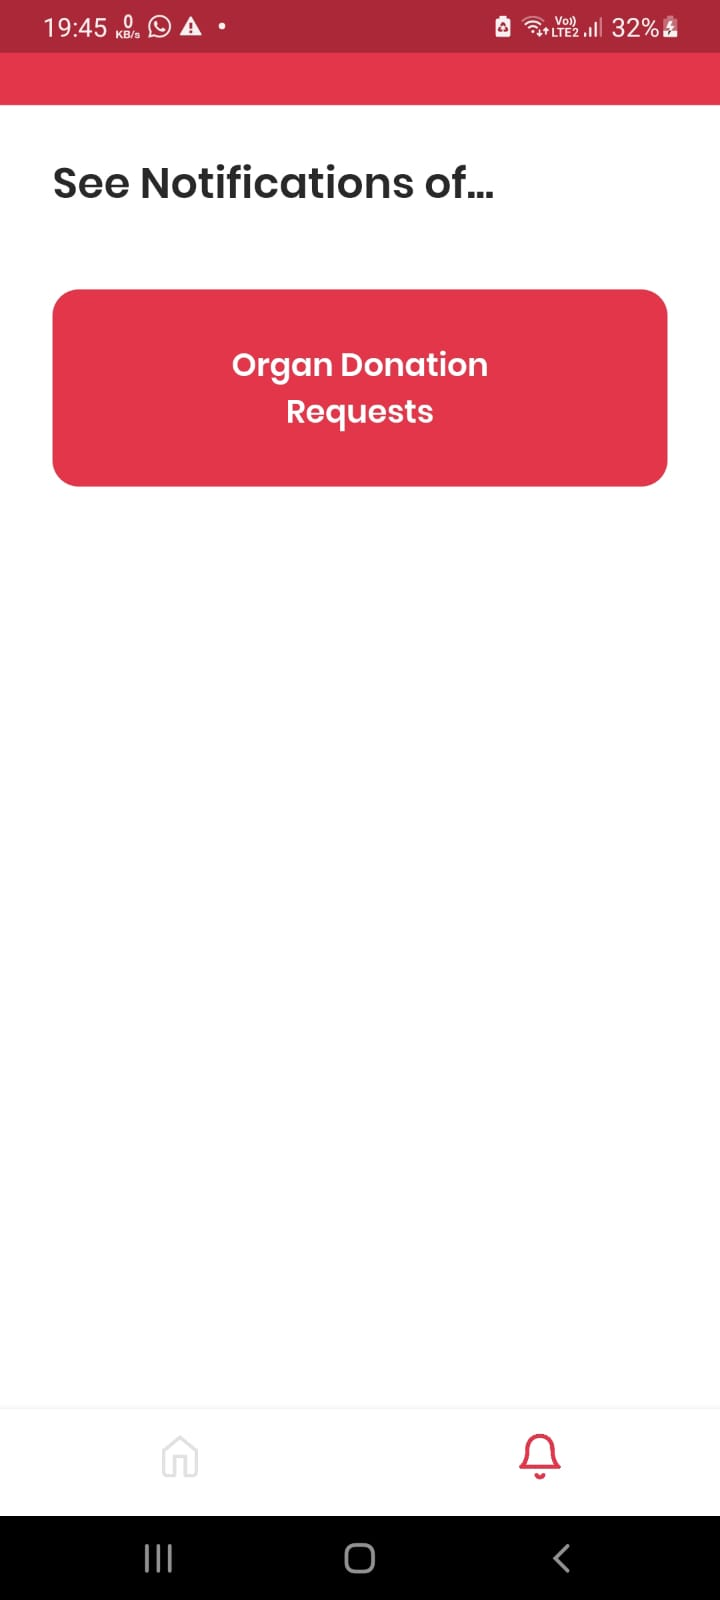 19:45 0 KB/s Vo)) LTE2 32%
See Notifications of...
Organ Donation
Requests